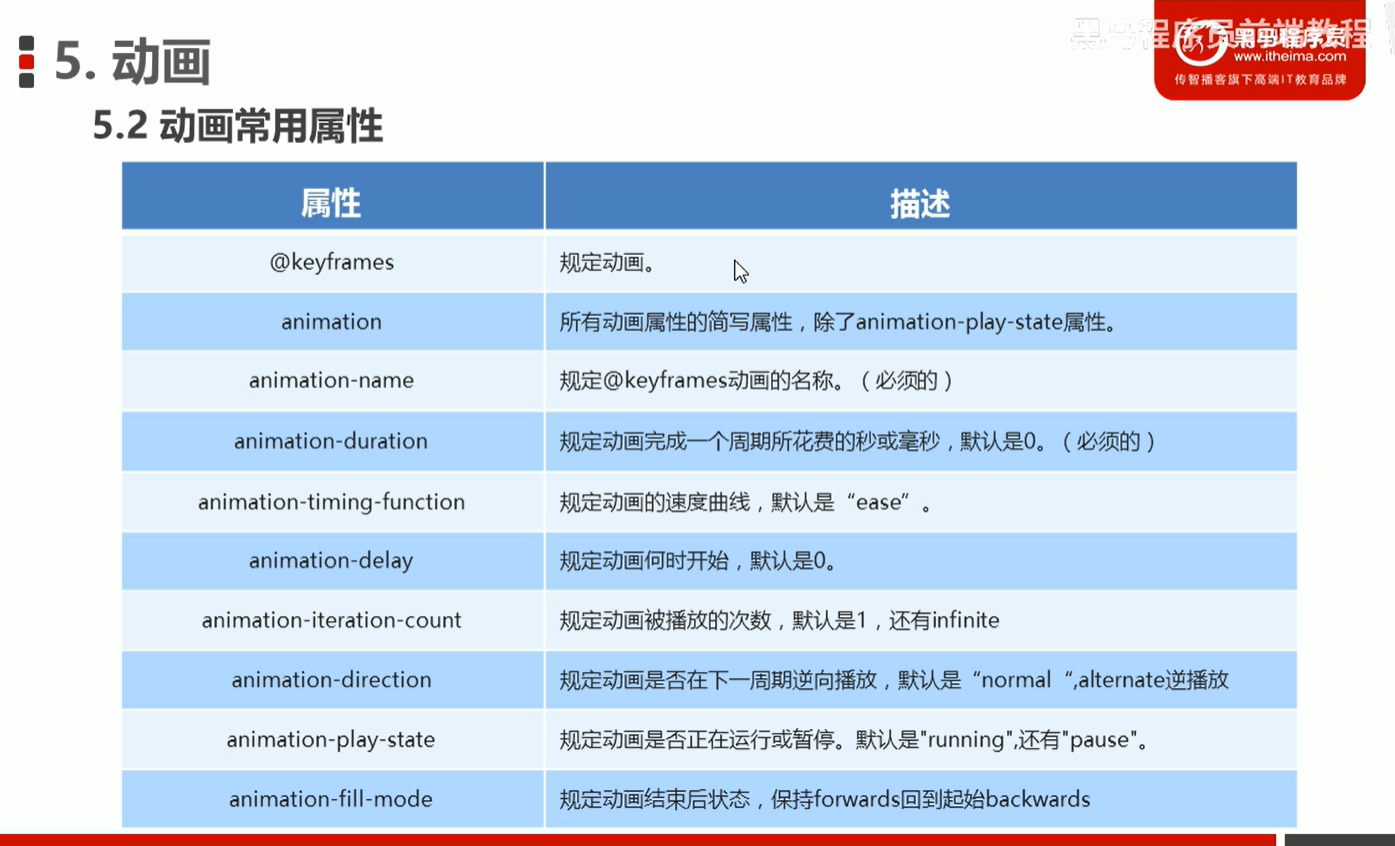 5. 动画
黑马程序员前端教程
黑马程序员
www.itheima.com
传智播客旗下高端IT教育品牌
5.2 动画常用属性
属性 描述
@keyframes 规定动画。
animation 所有动画属性的简写属性，除了animation-play-state属性。
animation-name 规定@keyframes动画的名称。（必须的）
animation-duration 规定动画完成一个周期所花费的秒或毫秒，默认是0。（必须的）
animation-timing-function 规定动画的速度曲线，默认是“ease”。
animation-delay 规定动画何时开始，默认是0。
animation-iteration-count 规定动画被播放的次数，默认是1，还有infinite
animation-direction 规定动画是否在下一周期逆向播放，默认是“normal “,alternate逆播放
animation-play-state 规定动画是否正在运行或暂停。默认是"running",还有"pause"。
animation-fill-mode 规定动画结束后状态，保持forwards回到起始backwards